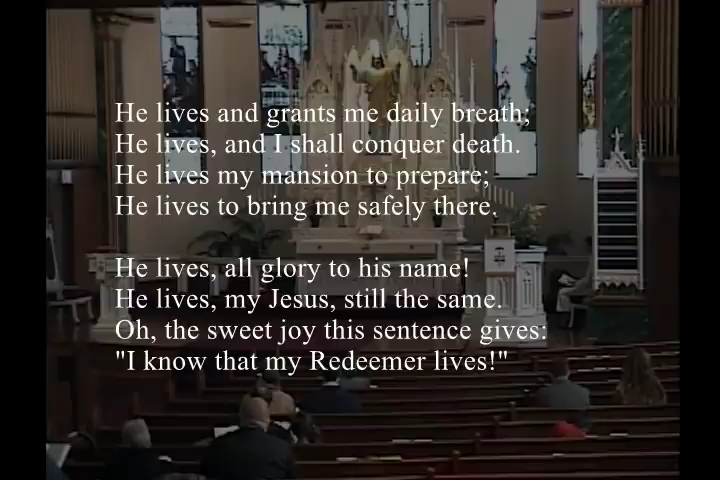 He lives and grants me daily breath;
He lives, and I shall conquer death.
He lives my mansion to prepare;
He lives to bring me safely there.
He lives, all glory to his name!
He lives, my Jesus, still the same.
Oh, the sweet joy this sentence gives:
"I know that my Redeemer lives!"